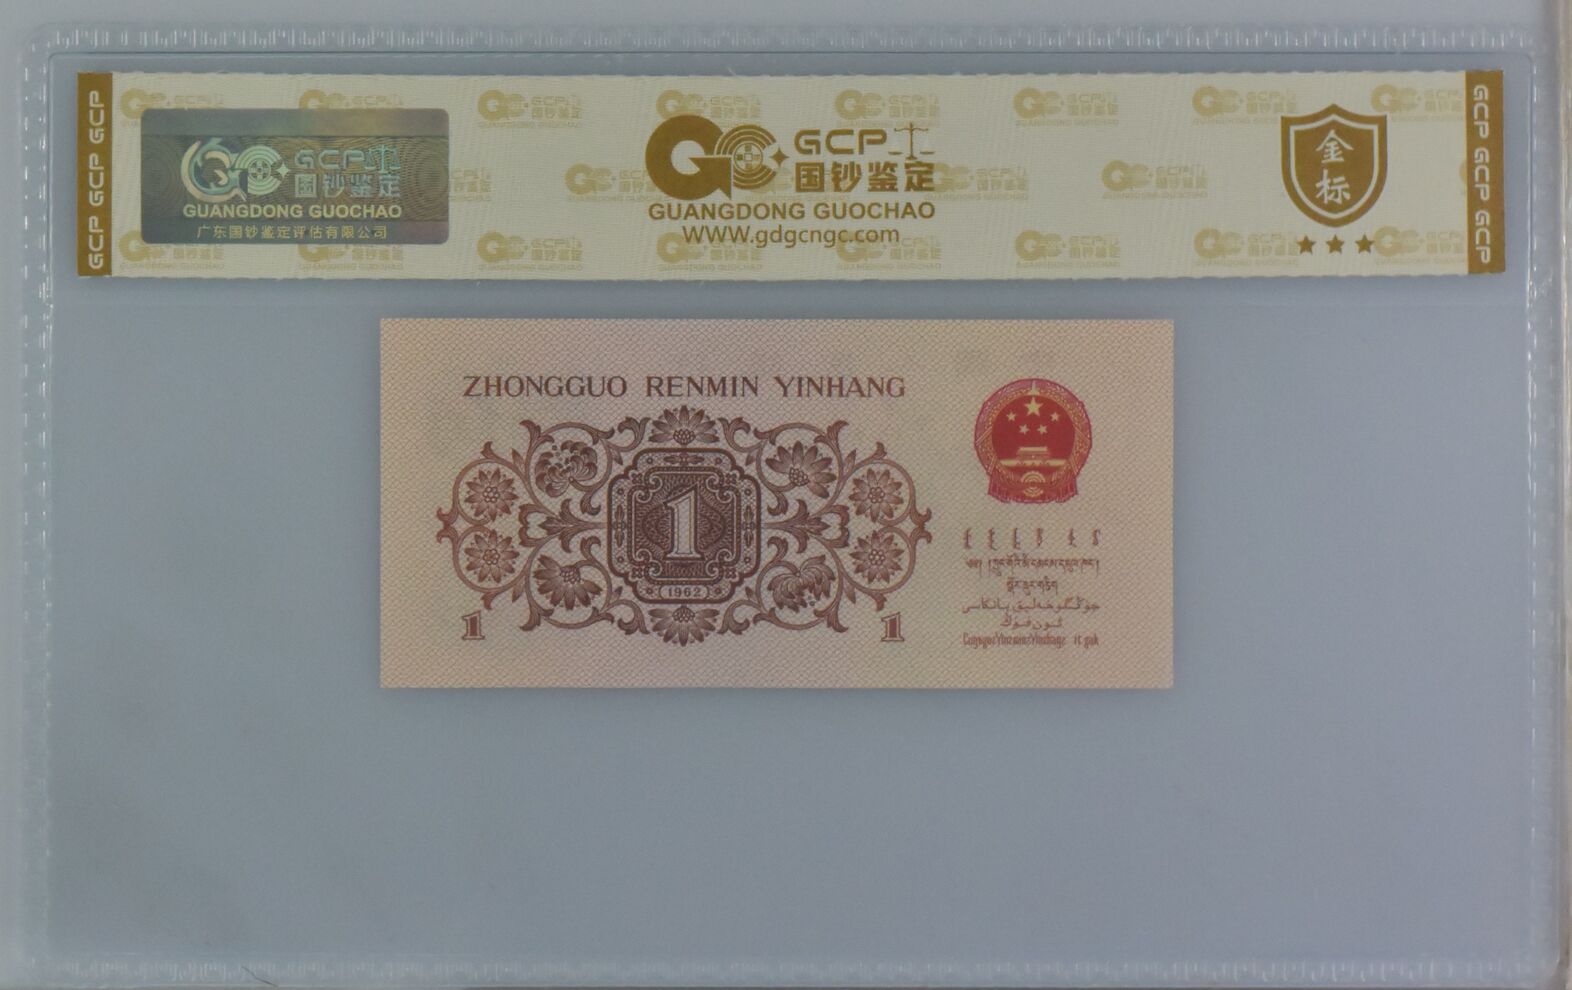 GCP GCP GCP
GCP
国钞鉴定
GUANGDONG GUOCHAO
广东国钞鉴定评估有限公司
GCP
国钞鉴定
GUANGDONG GUOCHAO
www.gdgcngc.com
金
标
GCP GCP GCP
ZHONGGUO RENMIN YINHANG
1
(1962)
1
1